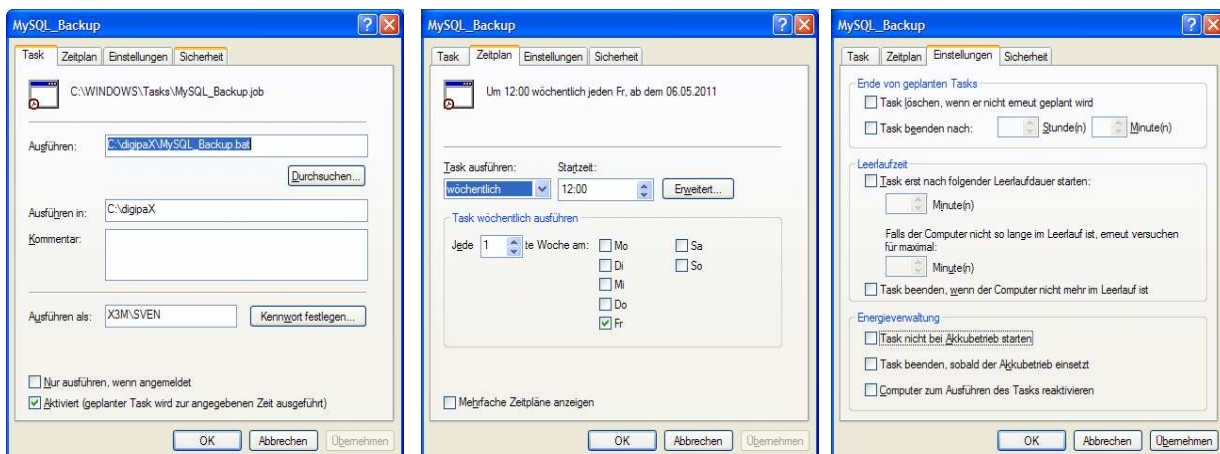 MySQL_Backup
Task Zeitplan Einstellungen Sicherheit
C:\WINDOWS\Tasks\MySQL_Backup.job
Ausführen: C:\digipaX\MySQL_Backup.bat
Durchsuchen...
Ausführen in: C:\digipaX
Kommentar:
Ausführen als: X3M\SVEN Kennwort festlegen...
Nur ausführen, wenn angemeldet
Aktiviert (geplanter Task wird zur angegebenen Zeit ausgeführt)
OK Abbrechen Übernehmen
MySQL_Backup
Task Zeitplan Einstellungen Sicherheit
Um 12:00 wöchentlich jeden Fr, ab dem 06.05.2011
Task ausführen: Startzeit:
wöchentlich 12:00 Erweitert...
Task wöchentlich ausführen
Jede 1 te Woche am: Mo Sa
Di So
Mi
Do
Fr
Mehrfache Zeitpläne anzeigen
OK Abbrechen Übernehmen
MySQL_Backup
Task Zeitplan Einstellungen Sicherheit
Ende von geplanten Tasks
Task löschen, wenn er nicht erneut geplant wird
Task beenden nach: Stunde(n) Minute(n)
Leerlaufzeit
Task erst nach folgender Leerlaufdauer starten:
Minute(n)
Falls der Computer nicht so lange im Leerlauf ist, erneut versuchen
für maximal:
Minute(n)
Task beenden, wenn der Computer nicht mehr im Leerlauf ist
Energieverwaltung
Task nicht bei Akkubetrieb starten
Task beenden, sobald der Akkubetrieb einsetzt
Computer zum Ausführen des Tasks reaktivieren
OK Abbrechen Übernehmen